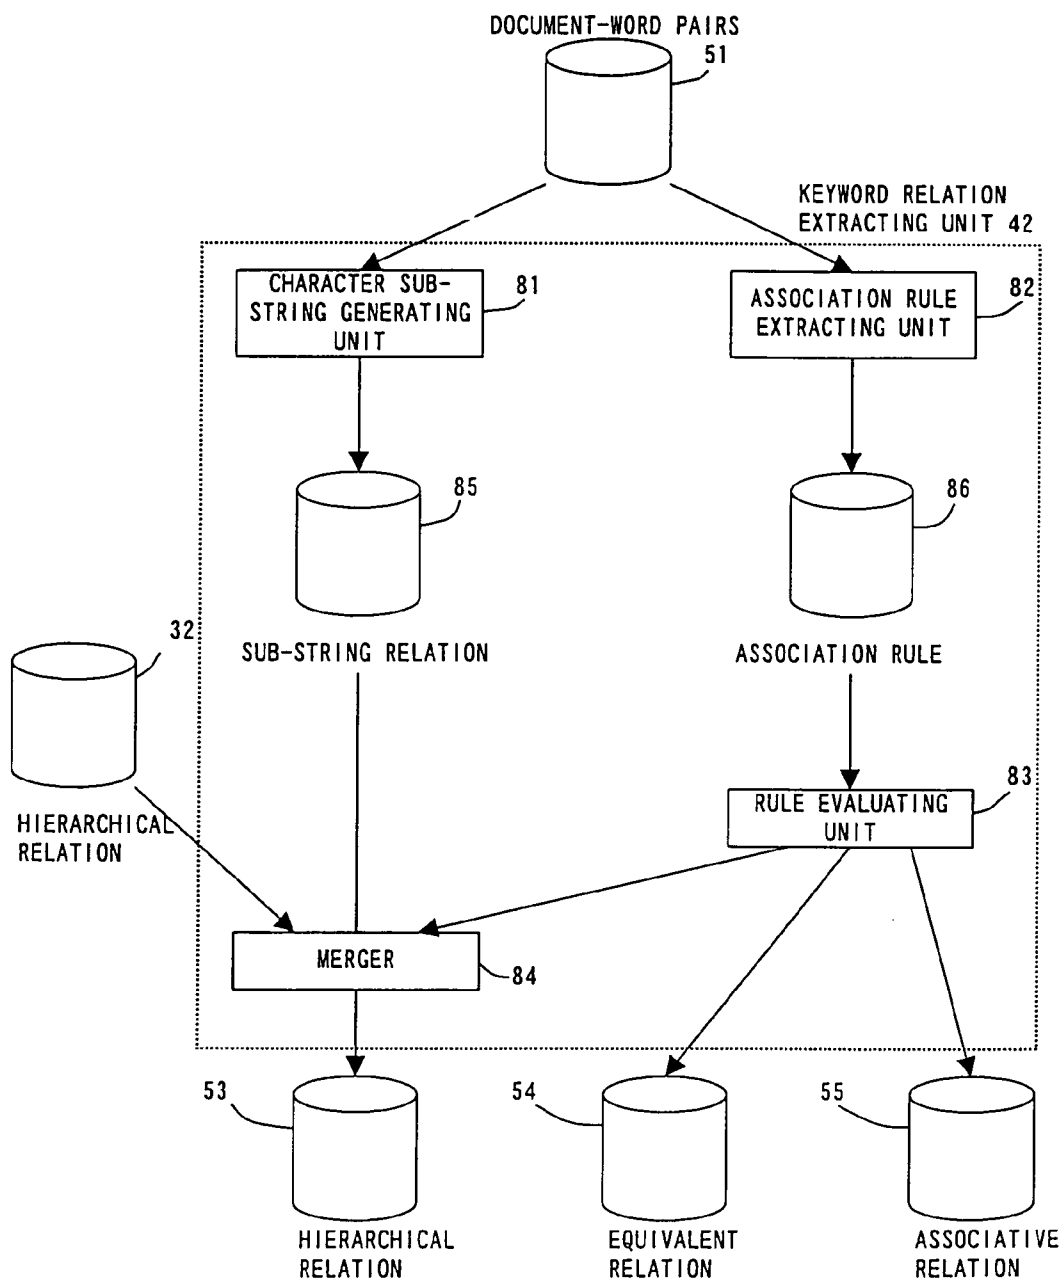 DOCUMENT-WORD PAIRS
51
KEYWORD RELATION
EXTRACTING UNIT 42
CHARACTER SUB-
STRING GENERATING
UNIT
81
ASSOCIATION RULE
EXTRACTING UNIT
82
85
86
32
SUB-STRING RELATION
ASSOCIATION RULE
HIERARCHICAL
RELATION
RULE EVALUATING
UNIT
83
MERGER
84
53
54
55
HIERARCHICAL
RELATION
EQUIVALENT
RELATION
ASSOCIATIVE
RELATION